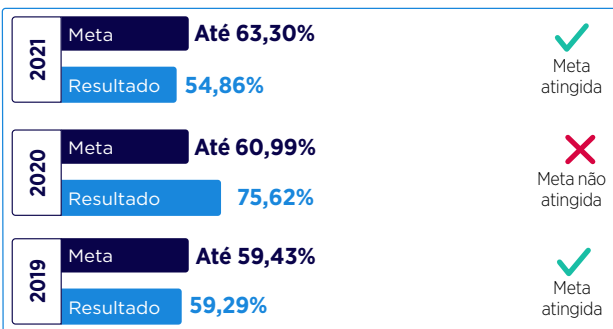 2021
Meta
Até 63,30%
Resultado
54,86%
Meta
atingida
2020
Meta
Até 60,99%
Resultado
75,62%
Meta não
atingida
2019
Meta
Até 59,43%
Resultado
59,29%
Meta
atingida